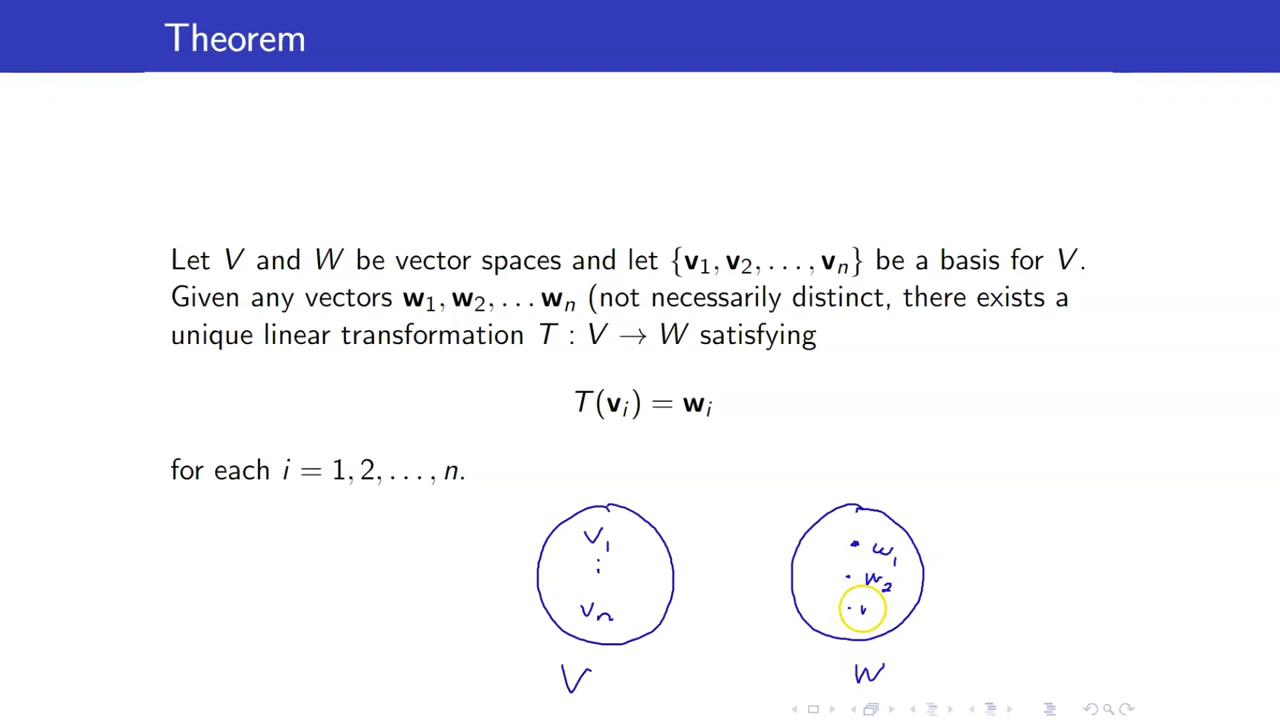 Theorem
Let V and W be vector spaces and let {v₁, v₂, . . . , vₙ} be a basis for V.
Given any vectors w₁, w₂, . . . wₙ (not necessarily distinct, there exists a
unique linear transformation T : V → W satisfying
T(vᵢ) = wᵢ
for each i = 1, 2, . . . , n.
v₁
⋮
vₙ
V
w₁
w₂
W